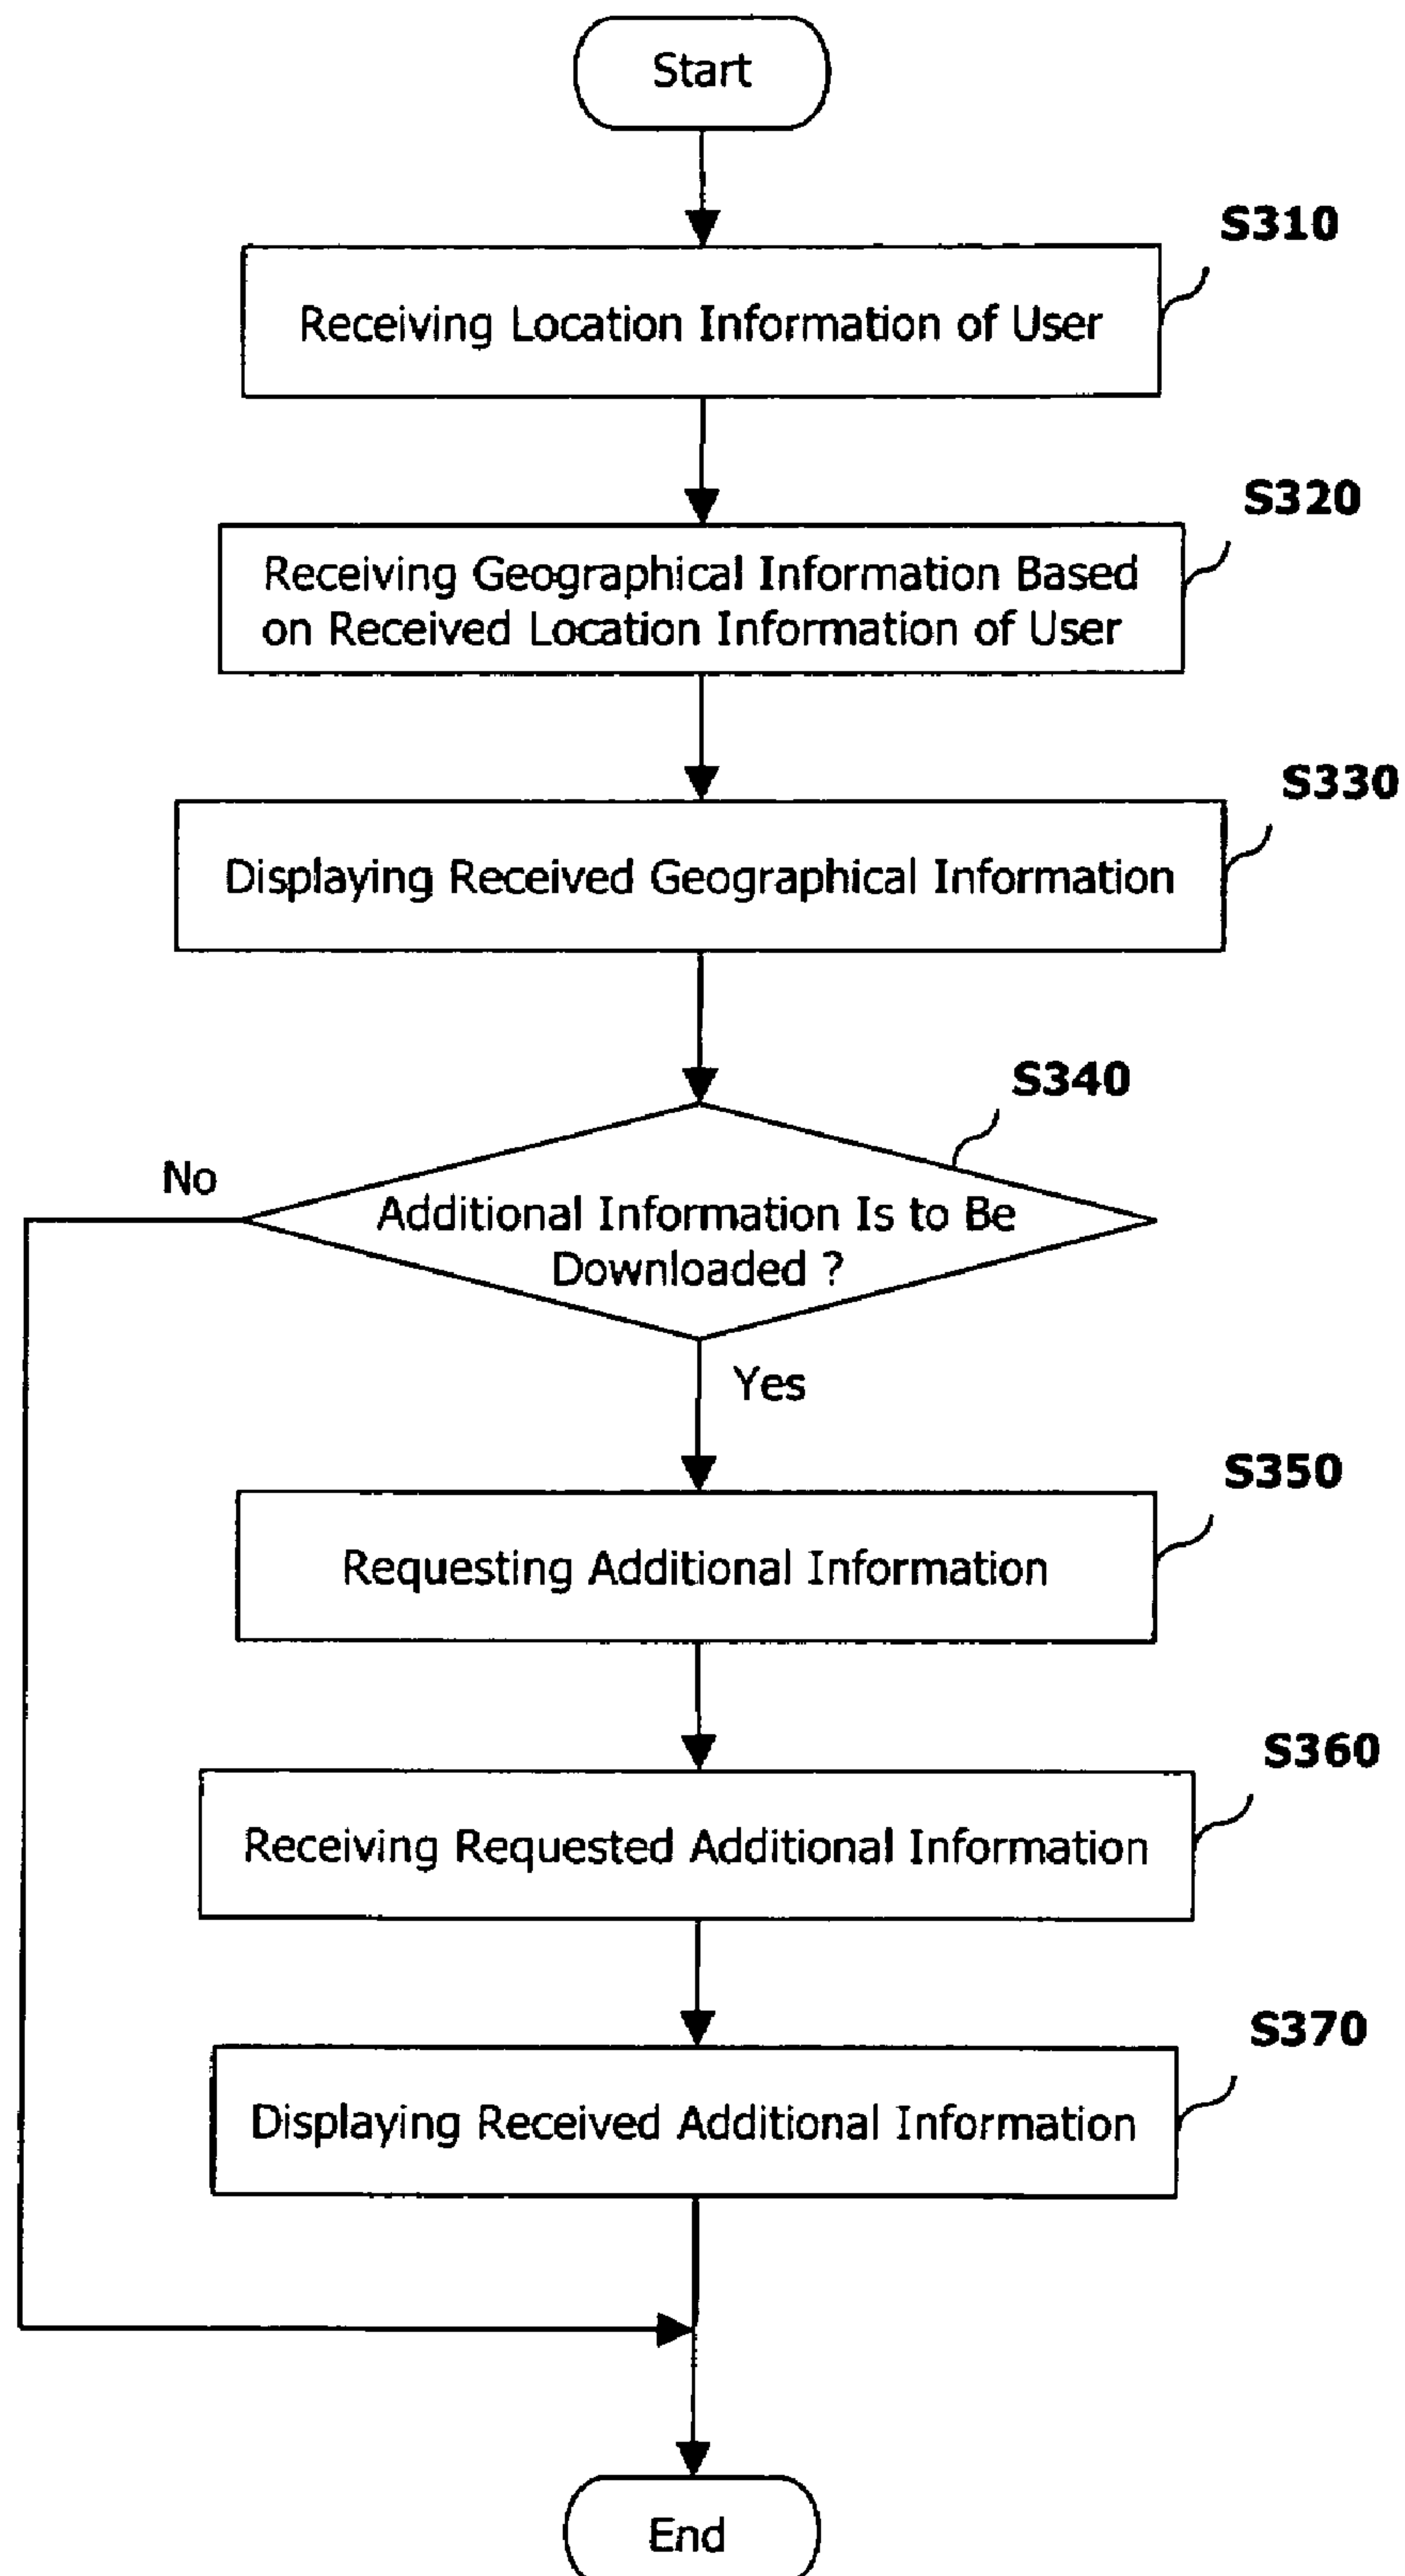 Start
S310
Receiving Location Information of User
S320
Receiving Geographical Information Based
on Received Location Information of User
S330
Displaying Received Geographical Information
S340
No
Additional Information Is to Be
Downloaded ?
Yes
S350
Requesting Additional Information
S360
Receiving Requested Additional Information
S370
Displaying Received Additional Information
End